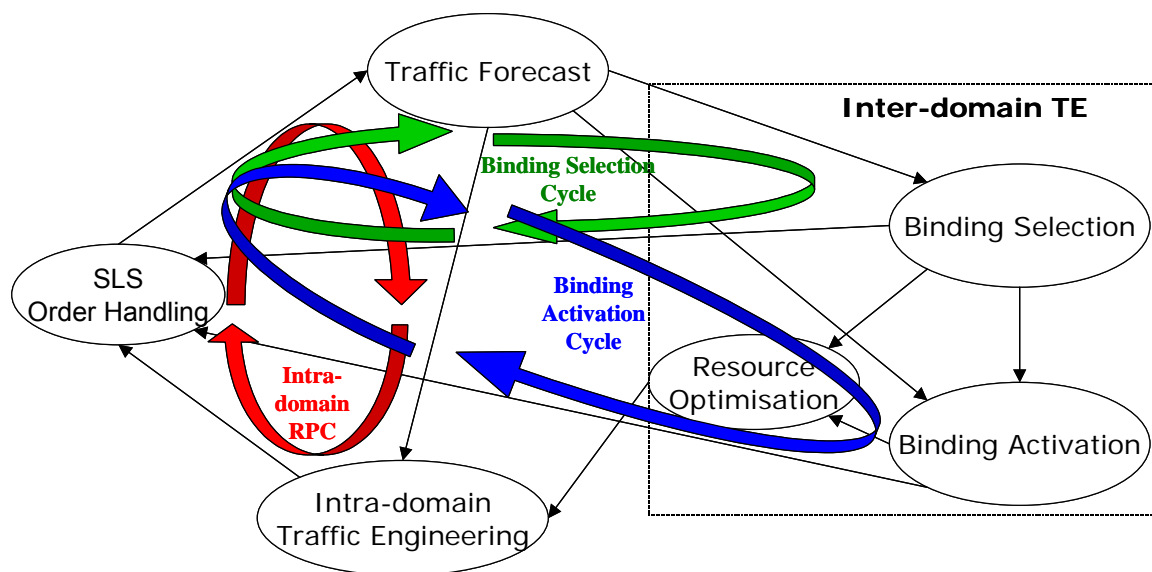 Traffic Forecast
Inter-domain TE
Binding Selection
Cycle
Binding Selection
SLS
Order Handling
Binding
Activation
Cycle
Resource
Optimisation
Intra-
domain
RPC
Binding Activation
Intra-domain
Traffic Engineering